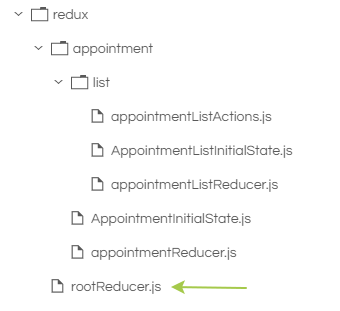 redux
appointment
list
appointmentListActions.js
AppointmentListInitialState.js
appointmentListReducer.js
AppointmentInitialState.js
appointmentReducer.js
rootReducer.js